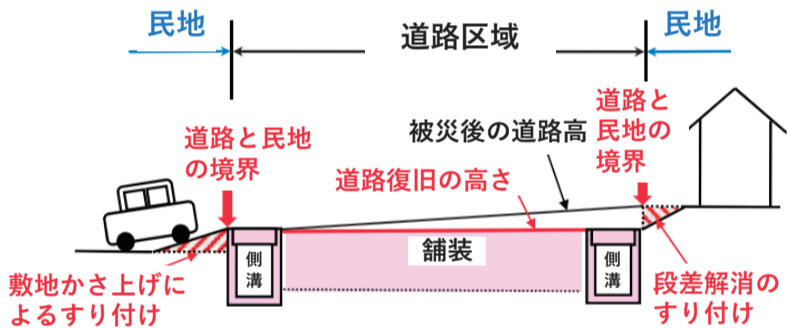 民地
道路区域
民地
道路と民地
の境界
被災後の道路高
道路と
民地の
境界
道路復旧の高さ
側
溝
舗装
側
溝
敷地かさ上げに
よるすり付け
段差解消の
すり付け